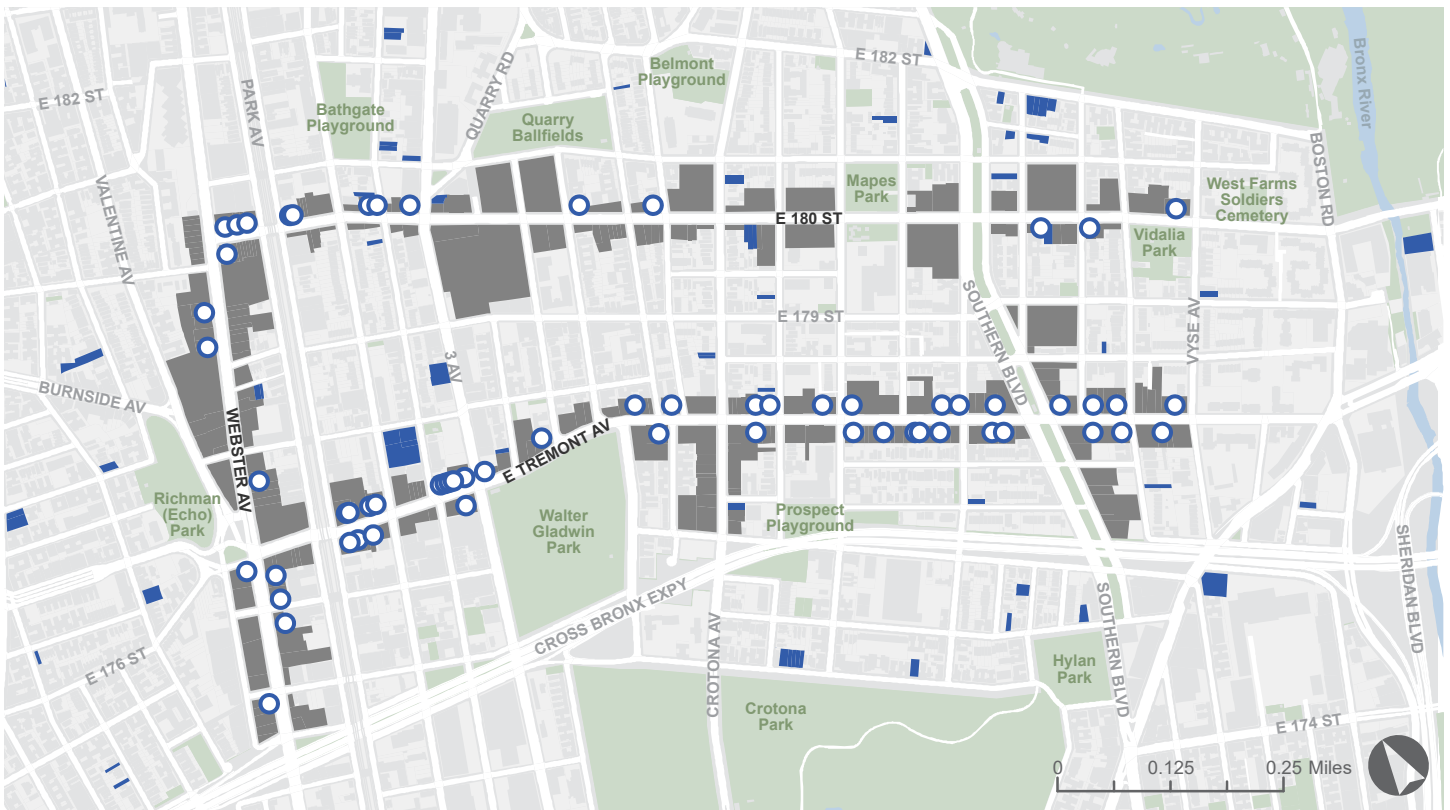 E 182 ST
Belmont
Playground
Bronx River
E 182 ST
PARK AV
QUARRY RD
Bathgate
Playground
Quarry
Ballfields
BOSTON RD
VALENTINE AV
Mapes
Park
West Farms
Soldiers
Cemetery
E 180 ST
Vidalia
Park
E 179 ST
SOUTHERN BLVD
VYSE AV
3 AV
BURNSIDE AV
WEBSTER AV
E TREMONT AV
Richman
(Echo)
Park
Walter
Gladwin
Park
Prospect
Playground
SHERIDAN BLVD
CROSS BRONX EXPY
CROTONA AV
SOUTHERN BLVD
E 176 ST
Hylan
Park
Crotona
Park
E 174 ST
0 0.125 0.25 Miles